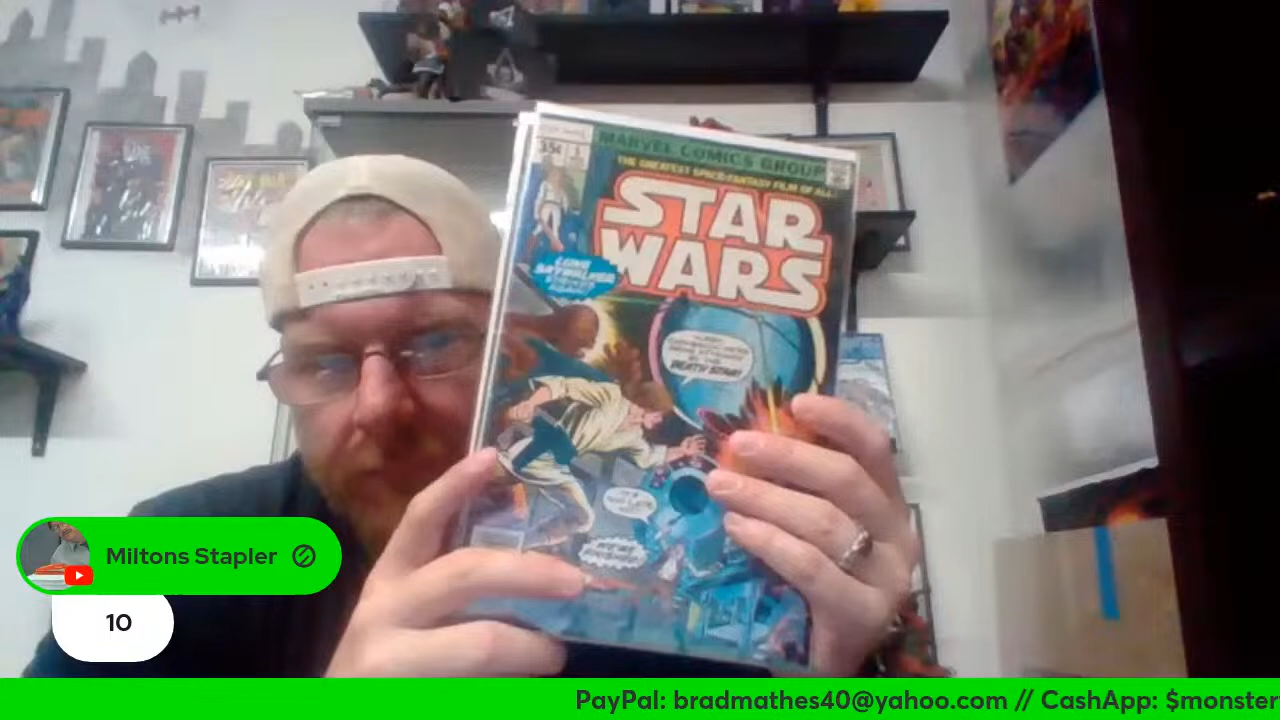 MARVEL COMICS GROUP
35¢
THE GREATEST SPACE-FANTASY FILM OF ALL
STAR
WARS
LUKE
SKYWALKER
DEATH STAR!
Miltons Stapler
10
PayPal: bradmathes40@yahoo.com // CashApp: $monster